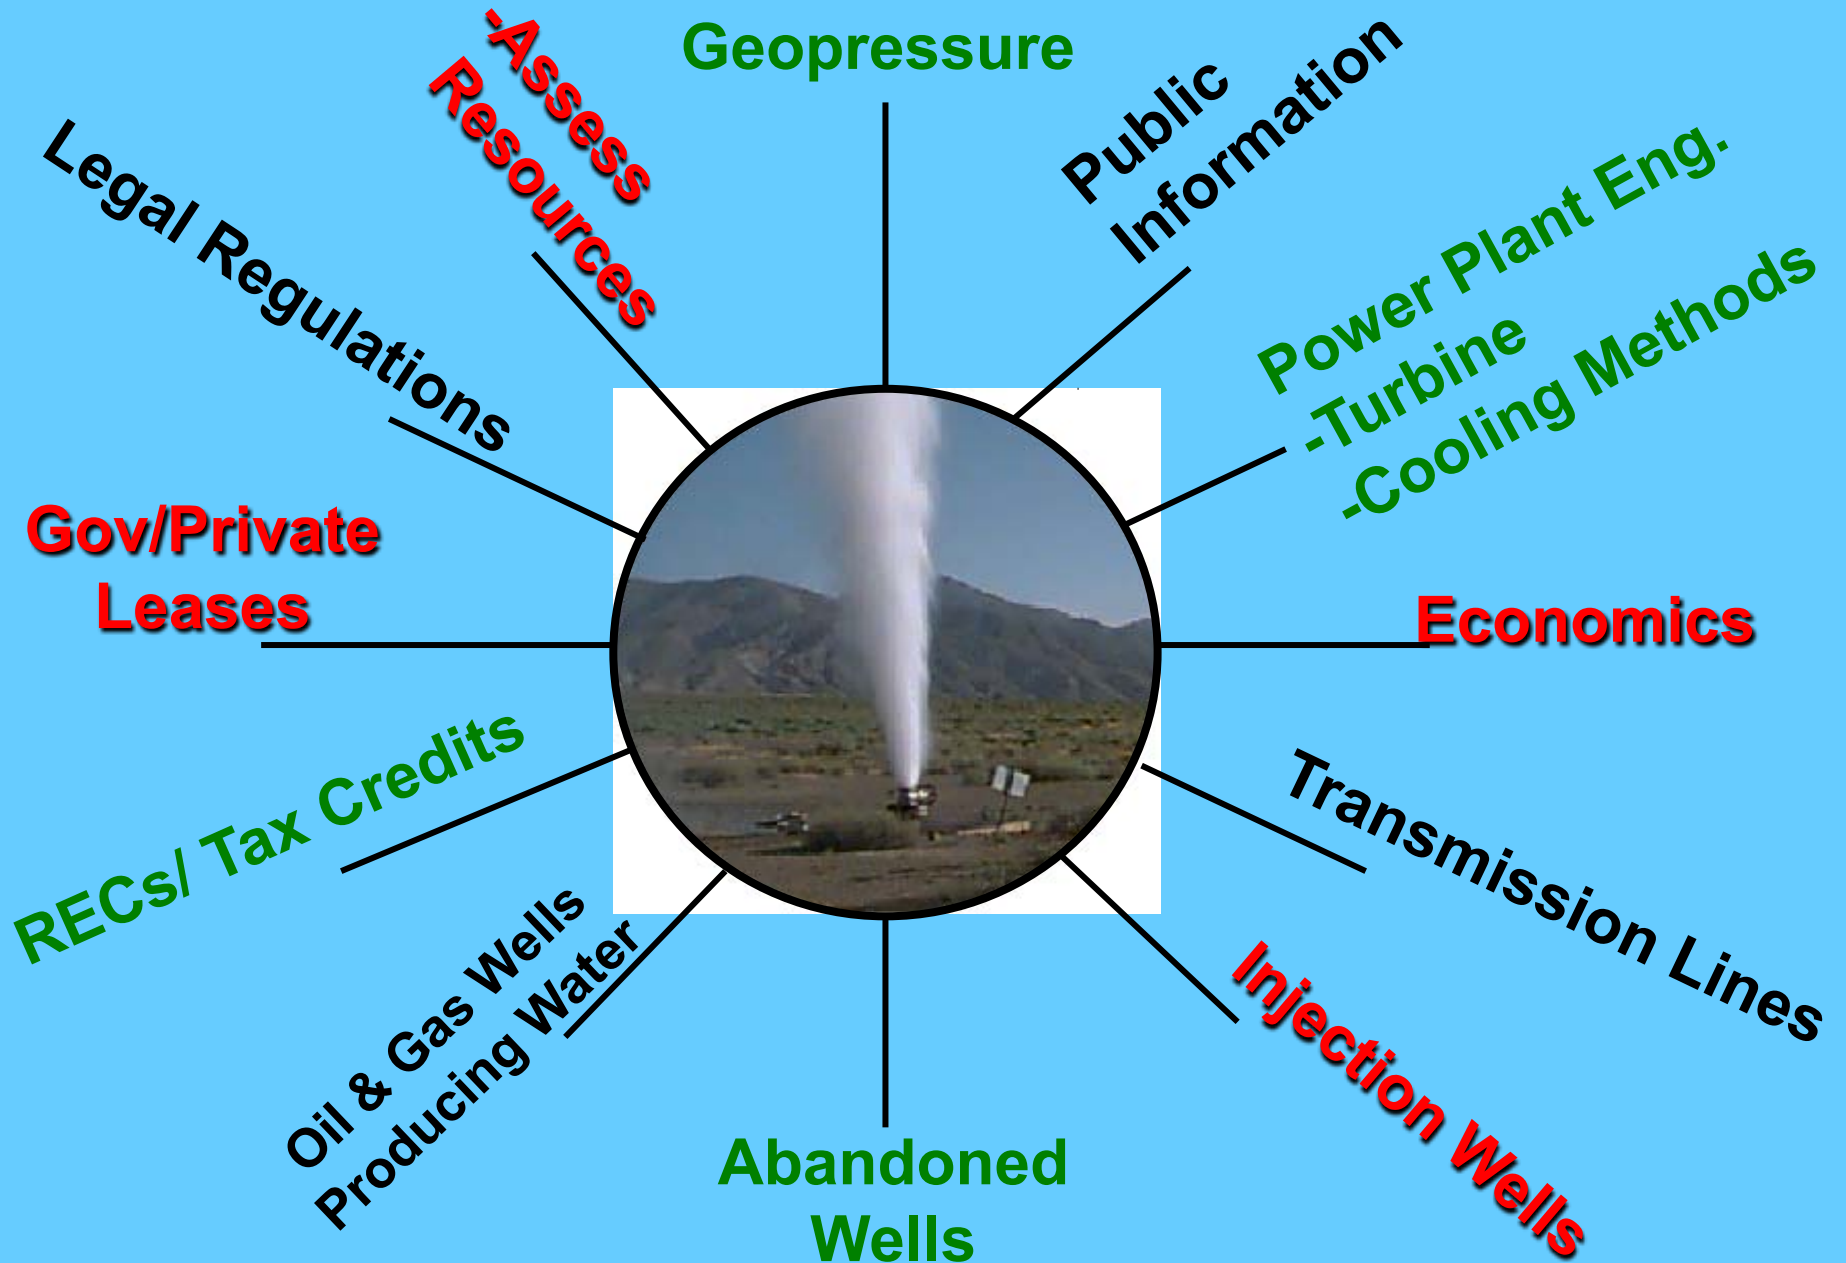 Geopressure
Public
Information
Power Plant Eng.
-Turbine
-Cooling Methods
Economics
Transmission Lines
Injection Wells
Abandoned
Wells
Oil & Gas Wells
Producing Water
RECs/ Tax Credits
Gov/Private
Leases
Legal Regulations
-Assess
Resources